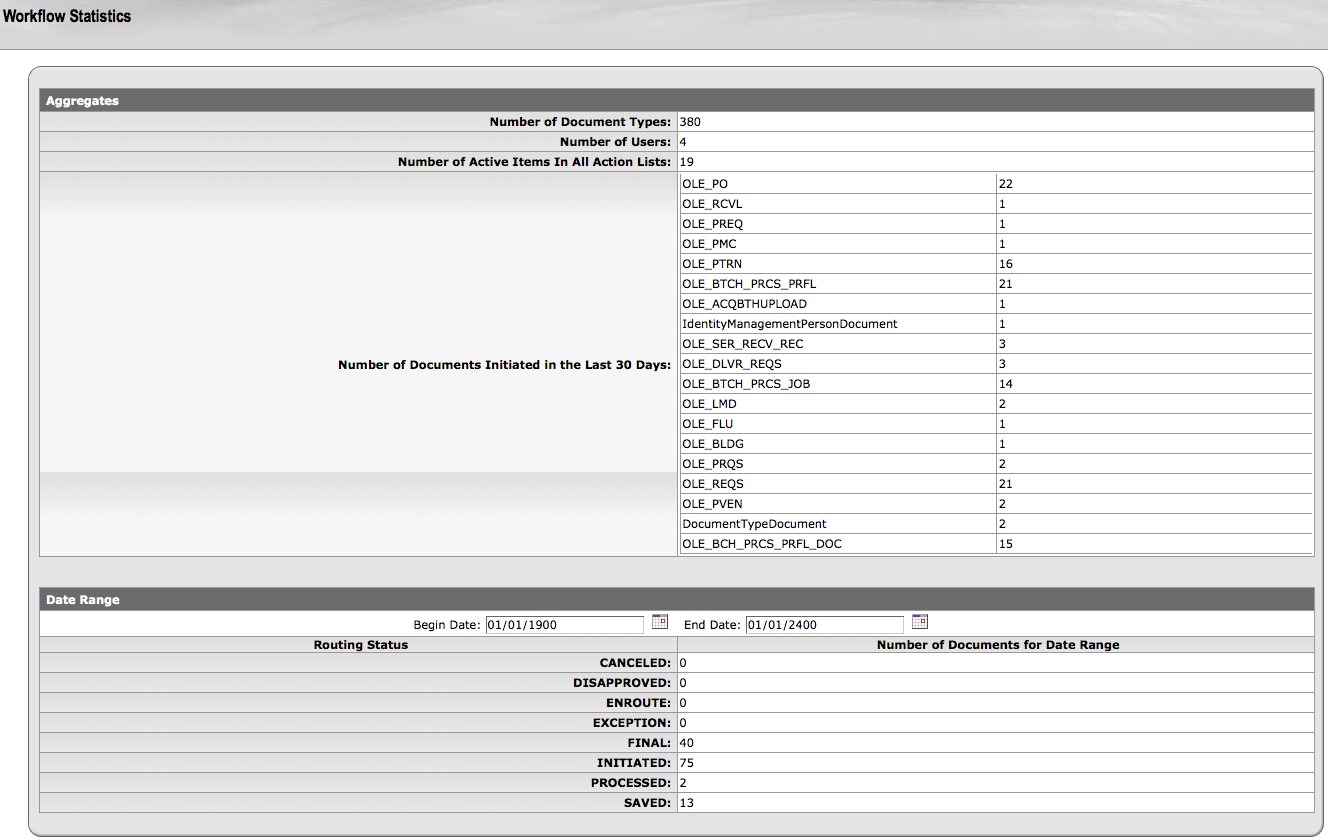 Workflow Statistics
Aggregates
Number of Document Types: 380
Number of Users: 4
Number of Active Items In All Action Lists: 19
OLE_PO 22
OLE_RCVL 1
OLE_PREQ 1
OLE_PMC 1
OLE_PTRN 16
OLE_BTCH_PRCS_PRFL 21
OLE_ACQBTHUPLOAD 1
IdentityManagementPersonDocument 1
OLE_SER_RECV_REC 3
Number of Documents Initiated in the Last 30 Days: OLE_DLVR_REQS 3
OLE_BTCH_PRCS_JOB 14
OLE_LMD 2
OLE_FLU 1
OLE_BLDG 1
OLE_PRQS 2
OLE_REQS 21
OLE_PVEN 2
DocumentTypeDocument 2
OLE_BCH_PRCS_PRFL_DOC 15
Date Range
Begin Date: 01/01/1900 End Date: 01/01/2400
Routing Status Number of Documents for Date Range
CANCELED: 0
DISAPPROVED: 0
ENROUTE: 0
EXCEPTION: 0
FINAL: 40
INITIATED: 75
PROCESSED: 2
SAVED: 13